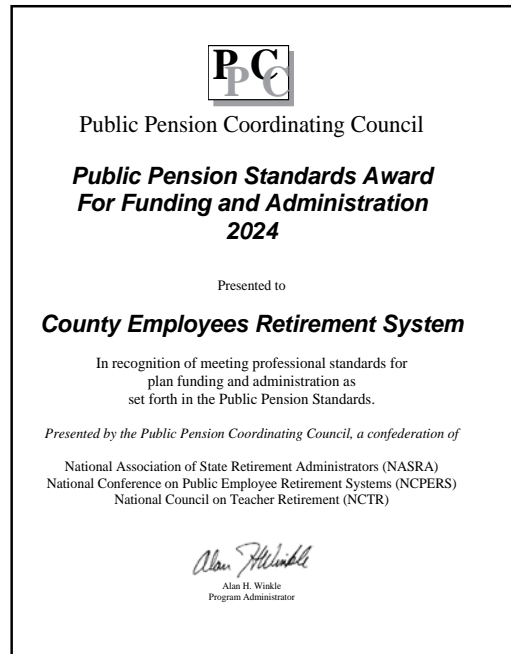 PPCC
Public Pension Coordinating Council
Public Pension Standards Award
For Funding and Administration
2024
Presented to
County Employees Retirement System
In recognition of meeting professional standards for
plan funding and administration as
set forth in the Public Pension Standards.
Presented by the Public Pension Coordinating Council, a confederation of
National Association of State Retirement Administrators (NASRA)
National Conference on Public Employee Retirement Systems (NCPERS)
National Council on Teacher Retirement (NCTR)
Alan H Winkle
Alan H. Winkle
Program Administrator